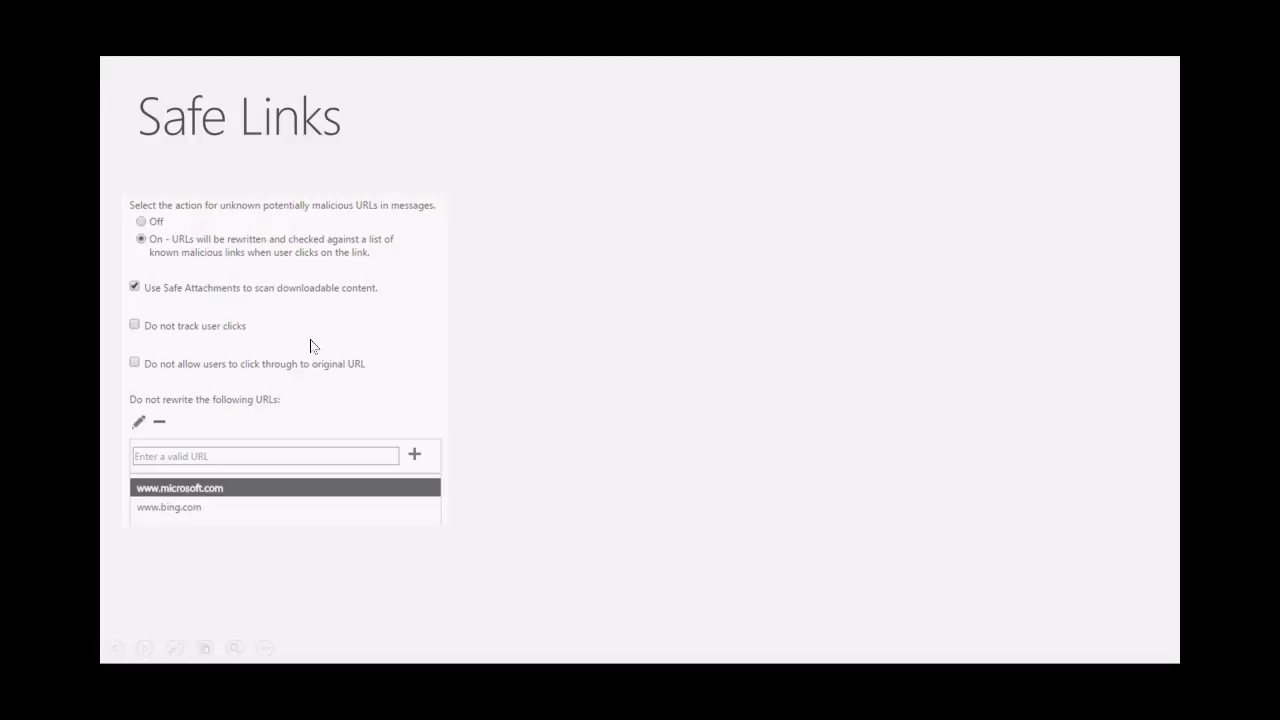 Safe Links
Select the action for unknown potentially malicious URLs in messages.
Off
On - URLs will be rewritten and checked against a list of
known malicious links when user clicks on the link.
Use Safe Attachments to scan downloadable content.
Do not track user clicks
Do not allow users to click through to original URL
Do not rewrite the following URLs:
Enter a valid URL
www.microsoft.com
www.bing.com